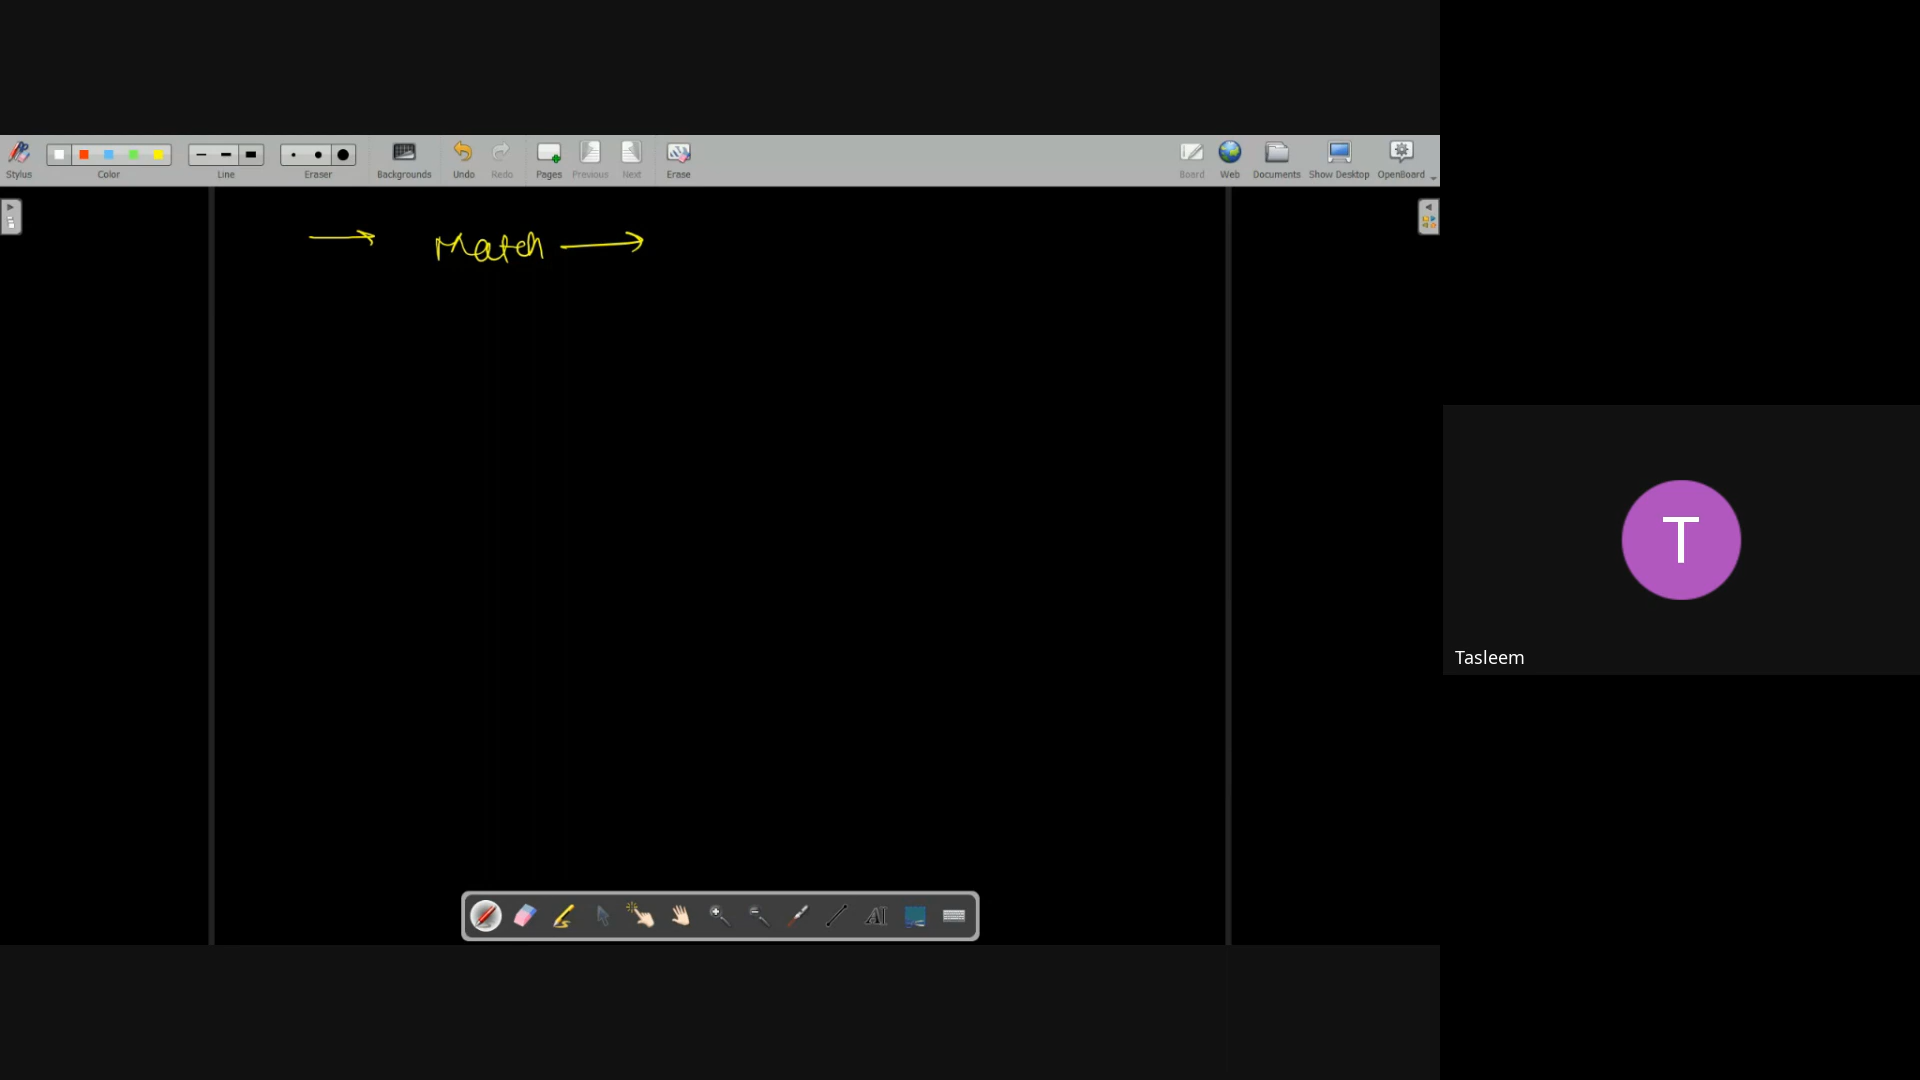 Stylus Color Line Eraser Backgrounds Undo Redo Pages Previous Next Erase Board Web Documents Show Desktop OpenBoard
→ Match →
T
Tasleem